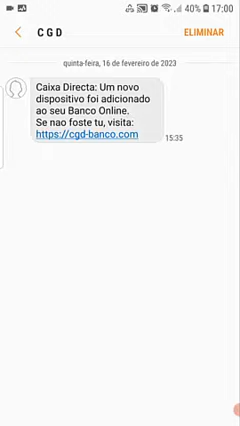 40% 17:00
C G D
ELIMINAR
quinta-feira, 16 de fevereiro de 2023
Caixa Directa: Um novo
dispositivo foi adicionado
ao seu Banco Online.
Se nao foste tu, visita:
https://cgd-banco.com
15:35